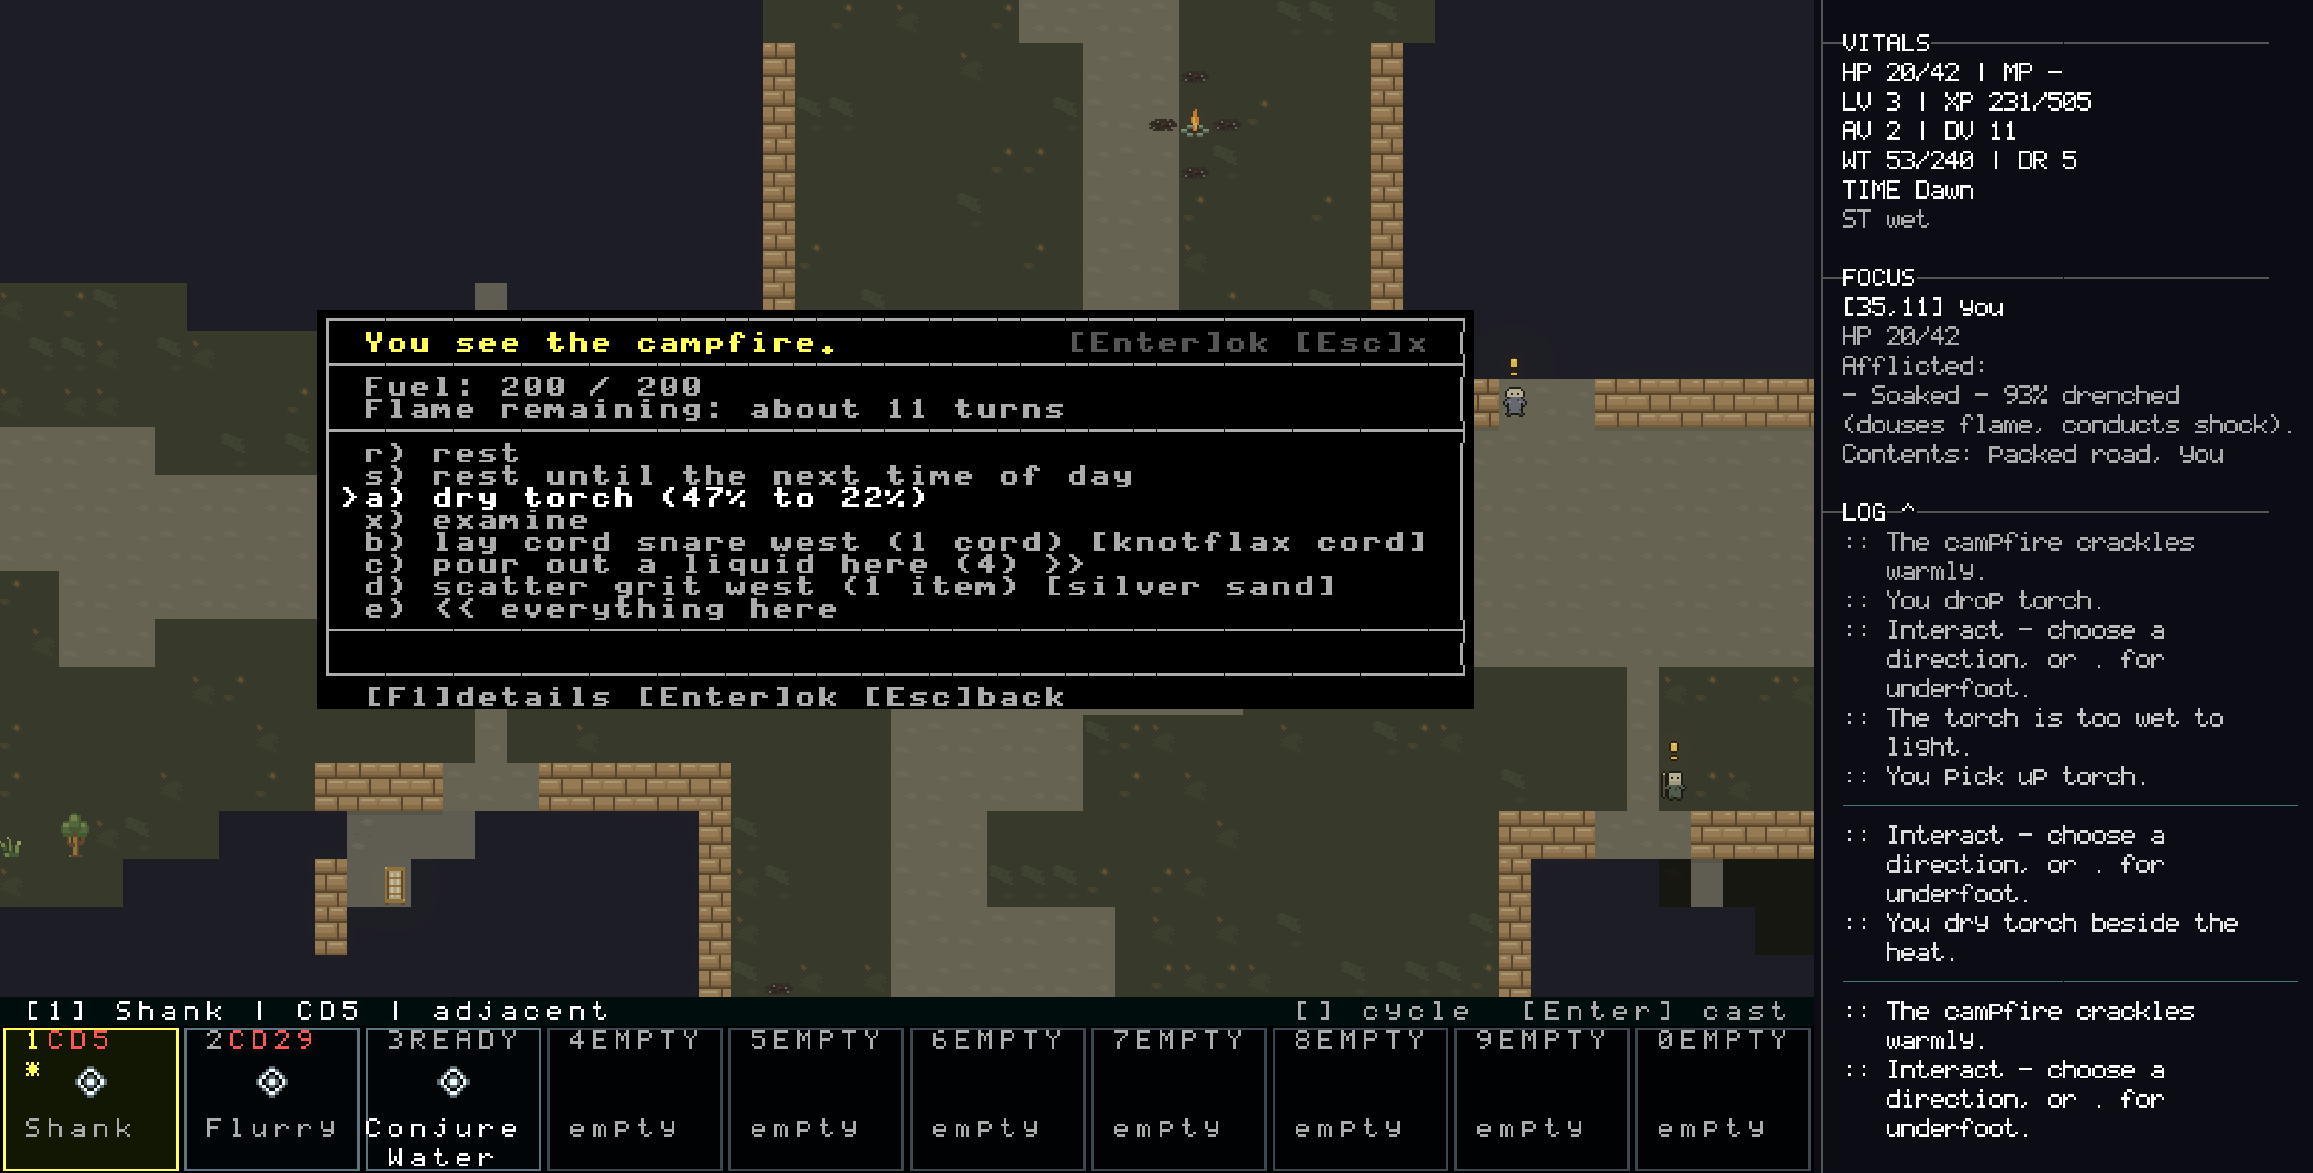 You see the campfire. [Enter]ok [Esc]x
Fuel: 200 / 200
Flame remaining: about 11 turns
r) rest
s) rest until the next time of day
>a) dry torch (47% to 22%)
x) examine
b) lay cord snare west (1 cord) [knotflax cord]
c) pour out a liquid here (4) >>
d) scatter grit west (1 item) [silver sand]
e) << everything here
[F1]details [Enter]ok [Esc]back
VITALS
HP 20/42 | MP -
LV 3 | XP 231/505
AV 2 | DV 11
WT 53/240 | DR 5
TIME Dawn
ST wet
FOCUS
[35,11] You
HP 20/42
Afflicted:
- Soaked - 93% drenched
(douses flame, conducts shock).
Contents: Packed road, You
LOG ^
:: The campfire crackles
warmly.
:: You drop torch.
:: Interact - choose a
direction, or . for
underfoot.
:: The torch is too wet to
light.
:: You pick up torch.
:: Interact - choose a
direction, or . for
underfoot.
:: You dry torch beside the
heat.
:: The campfire crackles
warmly.
:: Interact - choose a
direction, or . for
underfoot.
[1] Shank | CD5 | adjacent [] cycle [Enter] cast
1CD5 2CD29 3READY 4EMPTY 5EMPTY 6EMPTY 7EMPTY 8EMPTY 9EMPTY 0EMPTY
*
Shank Flurry Conjure empty empty empty empty empty empty empty
Water